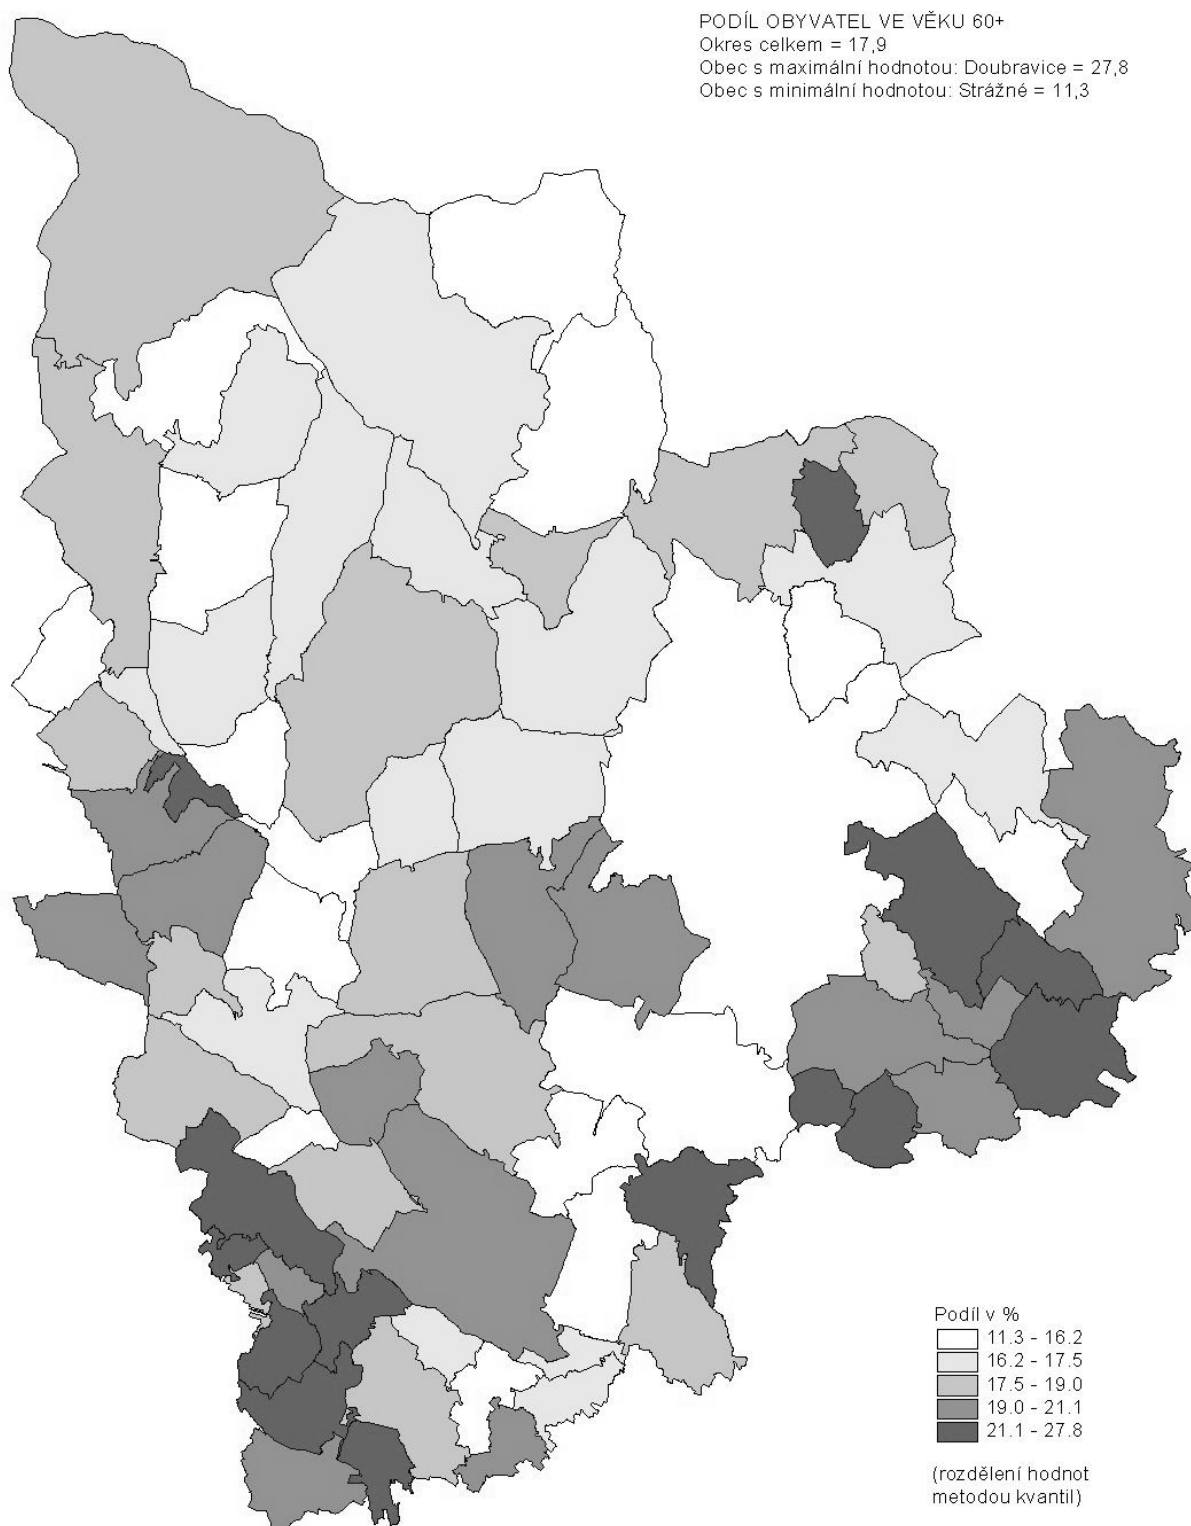 PODÍL OBYVATEL VE VĚKU 60+
Okres celkem = 17,9
Obec s maximální hodnotou: Doubravice = 27,8
Obec s minimální hodnotou: Strážné = 11,3
Podíl v %
11.3 - 16.2
16.2 - 17.5
17.5 - 19.0
19.0 - 21.1
21.1 - 27.8
(rozdělení hodnot
metodou kvantil)